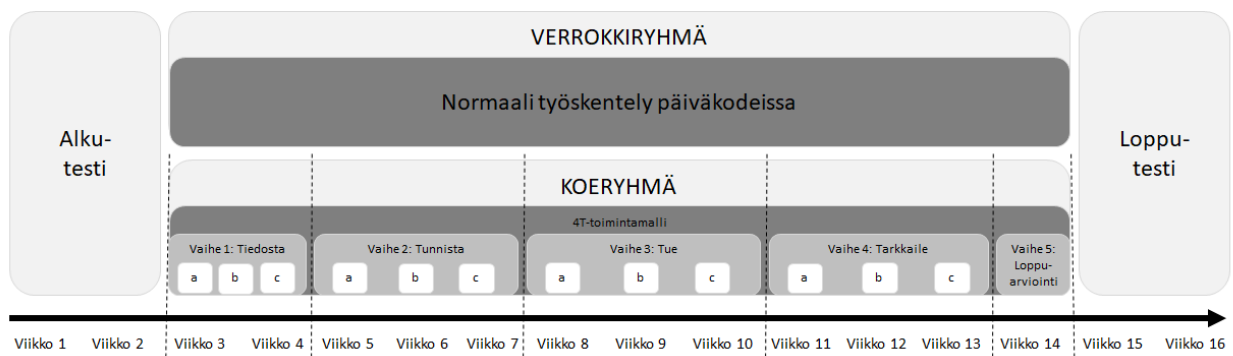 Alku-
testi
VERROKKIRYHMÄ
Normaali työskentely päiväkodeissa
KOERYHMÄ
4T-toimintamalli
Vaihe 1: Tiedosta
a b c
Vaihe 2: Tunnista
a b c
Vaihe 3: Tue
a b c
Vaihe 4: Tarkkaile
a b c
Vaihe 5:
Loppu-
arviointi
Loppu-
testi
Viikko 1 Viikko 2 Viikko 3 Viikko 4 Viikko 5 Viikko 6 Viikko 7 Viikko 8 Viikko 9 Viikko 10 Viikko 11 Viikko 12 Viikko 13 Viikko 14 Viikko 15 Viikko 16